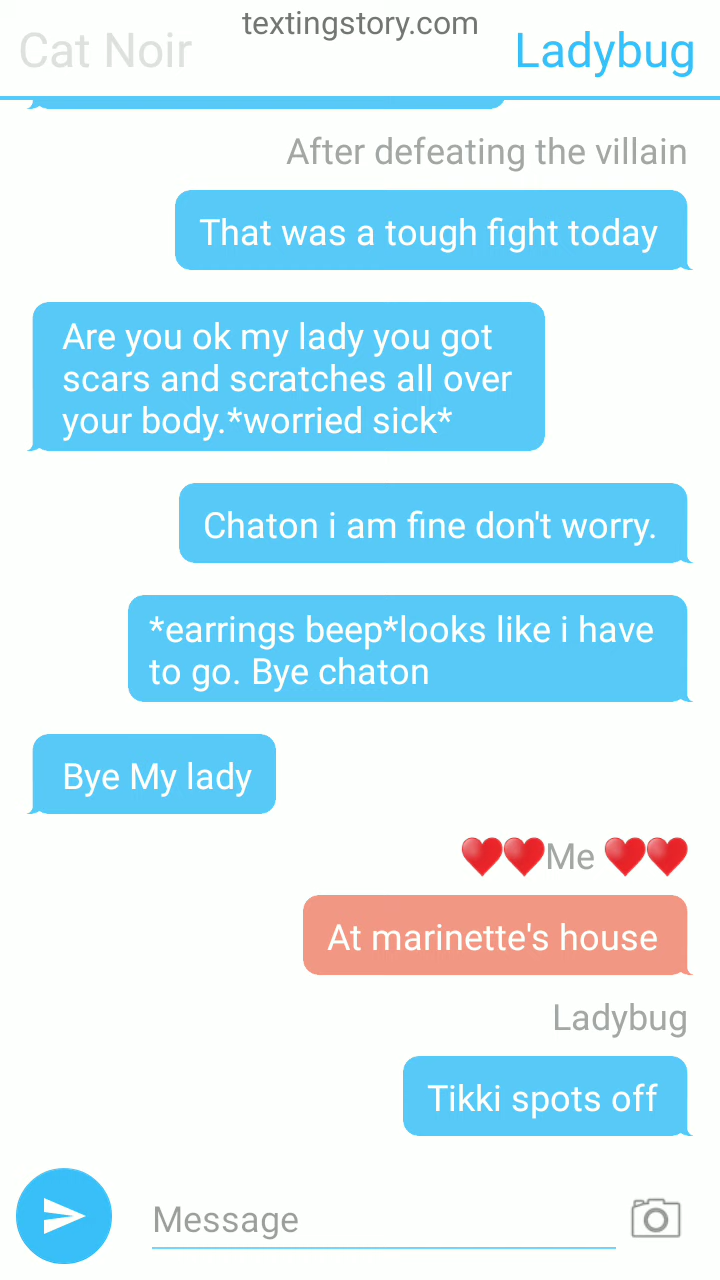 textingstory.com
Cat Noir
Ladybug
After defeating the villain
That was a tough fight today
Are you ok my lady you got
scars and scratches all over
your body.*worried sick*
Chaton i am fine don't worry.
*earrings beep*looks like i have
to go. Bye chaton
Bye My lady
♥♥Me ♥♥
At marinette's house
Ladybug
Tikki spots off
Message